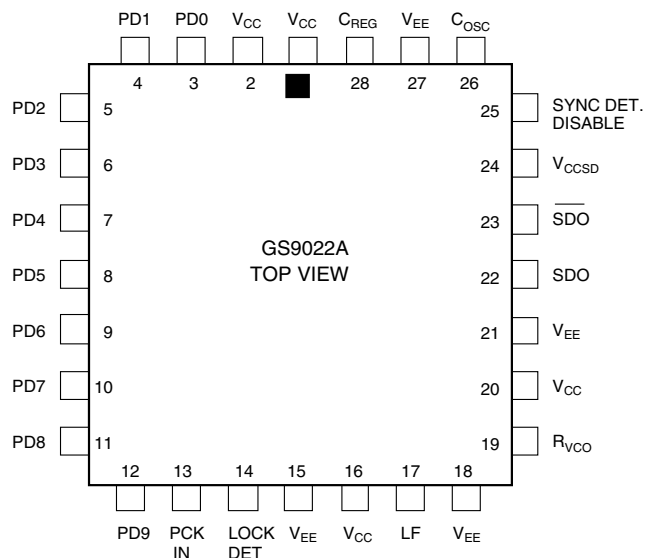 PD1 PD0 VCC VCC CREG VEE COSC
4 3 2 28 27 26
PD2 5 25 SYNC DET. DISABLE
PD3 6 24 VCCSD
PD4 7 23 SDO
GS9022A
TOP VIEW
PD5 8 22 SDO
PD6 9 21 VEE
PD7 10 20 VCC
PD8 11 19 RVCO
12 13 14 15 16 17 18
PD9 PCK IN LOCK DET VEE VCC LF VEE